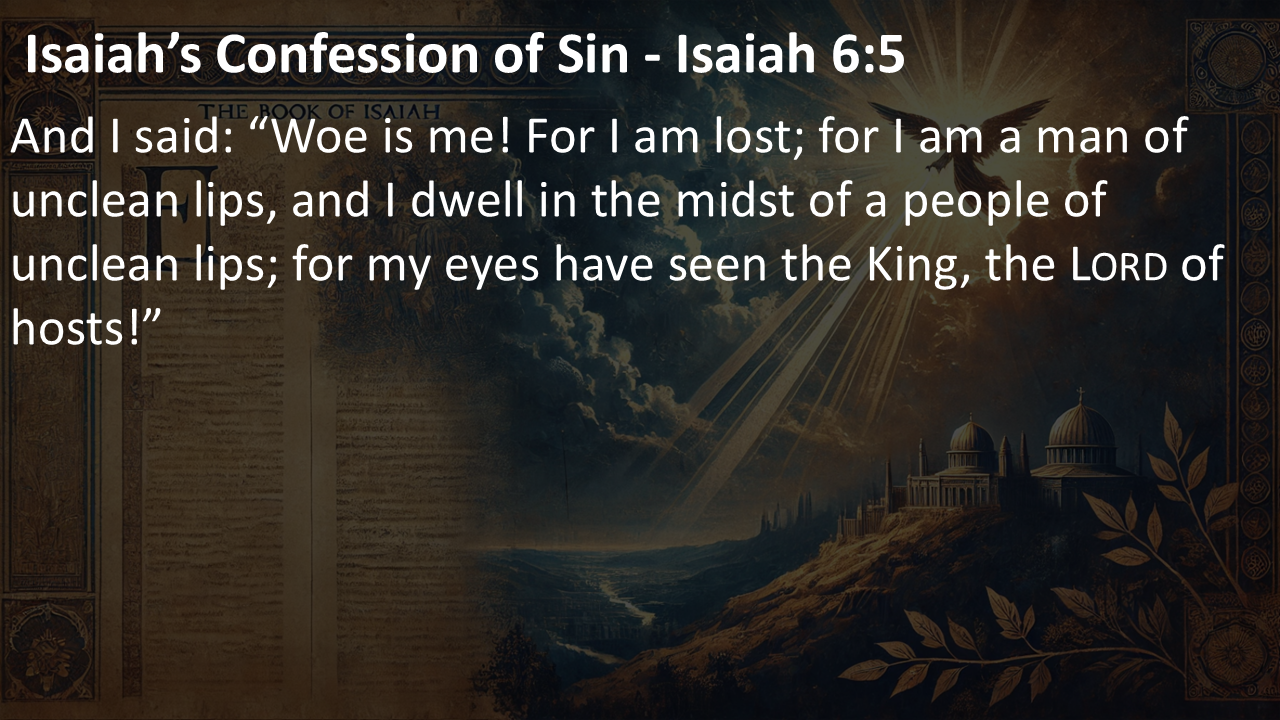 Isaiah’s Confession of Sin - Isaiah 6:5
THE BOOK OF ISAIAH
And I said: “Woe is me! For I am lost; for I am a man of
unclean lips, and I dwell in the midst of a people of
unclean lips; for my eyes have seen the King, the LORD of
hosts!”